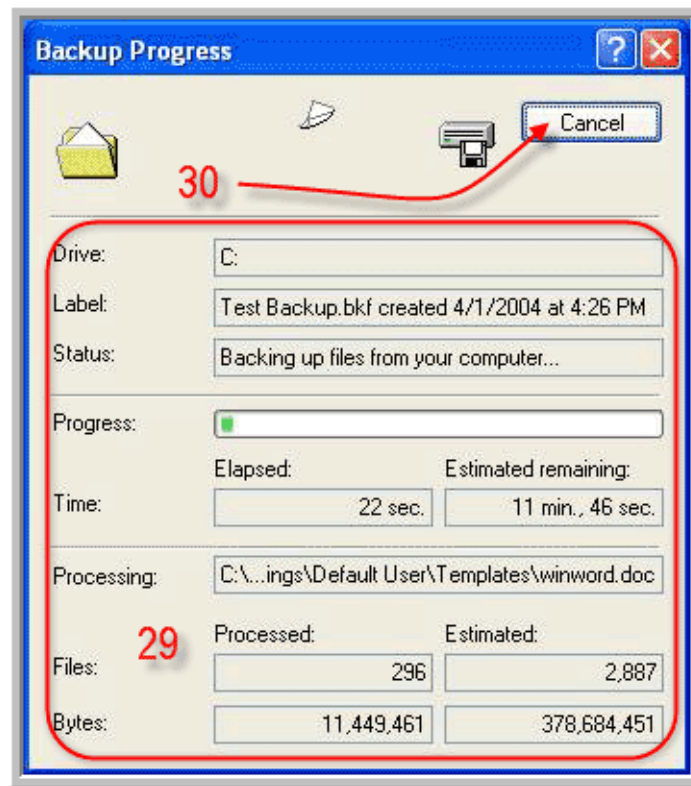 Backup Progress
?
Cancel
30
Drive: C:
Label: Test Backup.bkf created 4/1/2004 at 4:26 PM
Status: Backing up files from your computer...
Progress:
Elapsed: Estimated remaining:
Time: 22 sec. 11 min., 46 sec.
Processing: C:\...ings\Default User\Templates\winword.doc
29
Processed: Estimated:
Files: 296 2,887
Bytes: 11,449,461 378,684,451